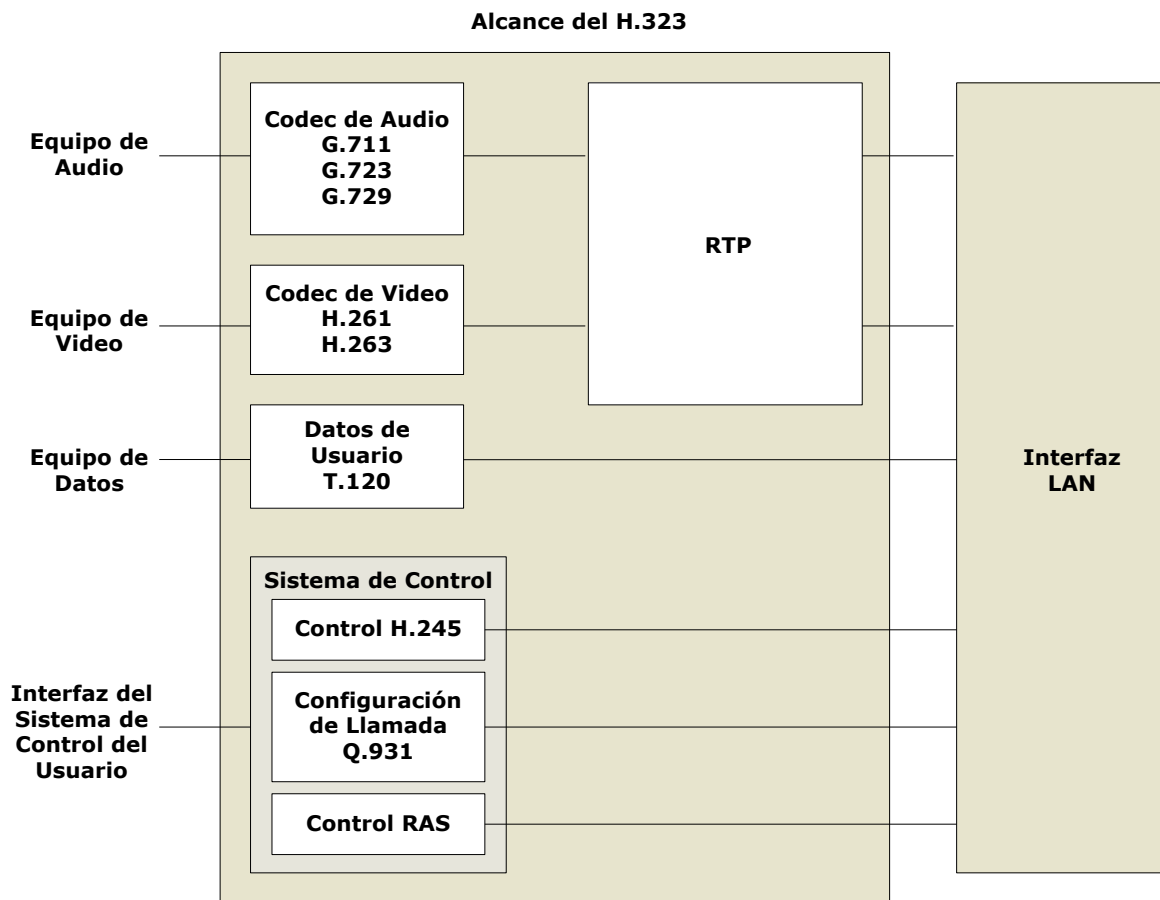 Alcance del H.323
Equipo de
Audio
Codec de Audio
G.711
G.723
G.729
RTP
Equipo de
Video
Codec de Video
H.261
H.263
Equipo de
Datos
Datos de
Usuario
T.120
Interfaz
LAN
Sistema de Control
Control H.245
Interfaz del
Sistema de
Control del
Usuario
Configuración
de Llamada
Q.931
Control RAS